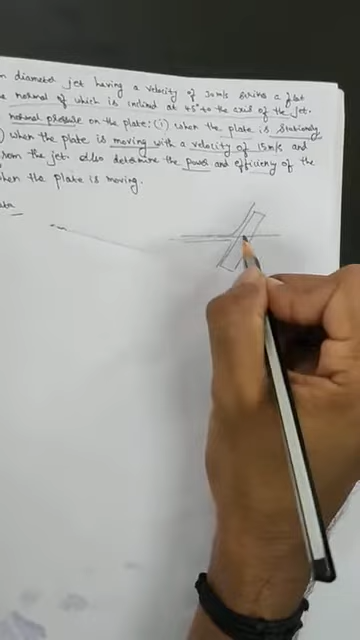 diameter jet having a velocity of 30m/s strikes a flat
normal of which is inclined at 45° to the axis of the jet.
normal pressure on the plate: (i) when the plate is stationary,
) when the plate is moving with a velocity of 15m/s and
from the jet. Also determine the power and efficiency of the
when the plate is moving.